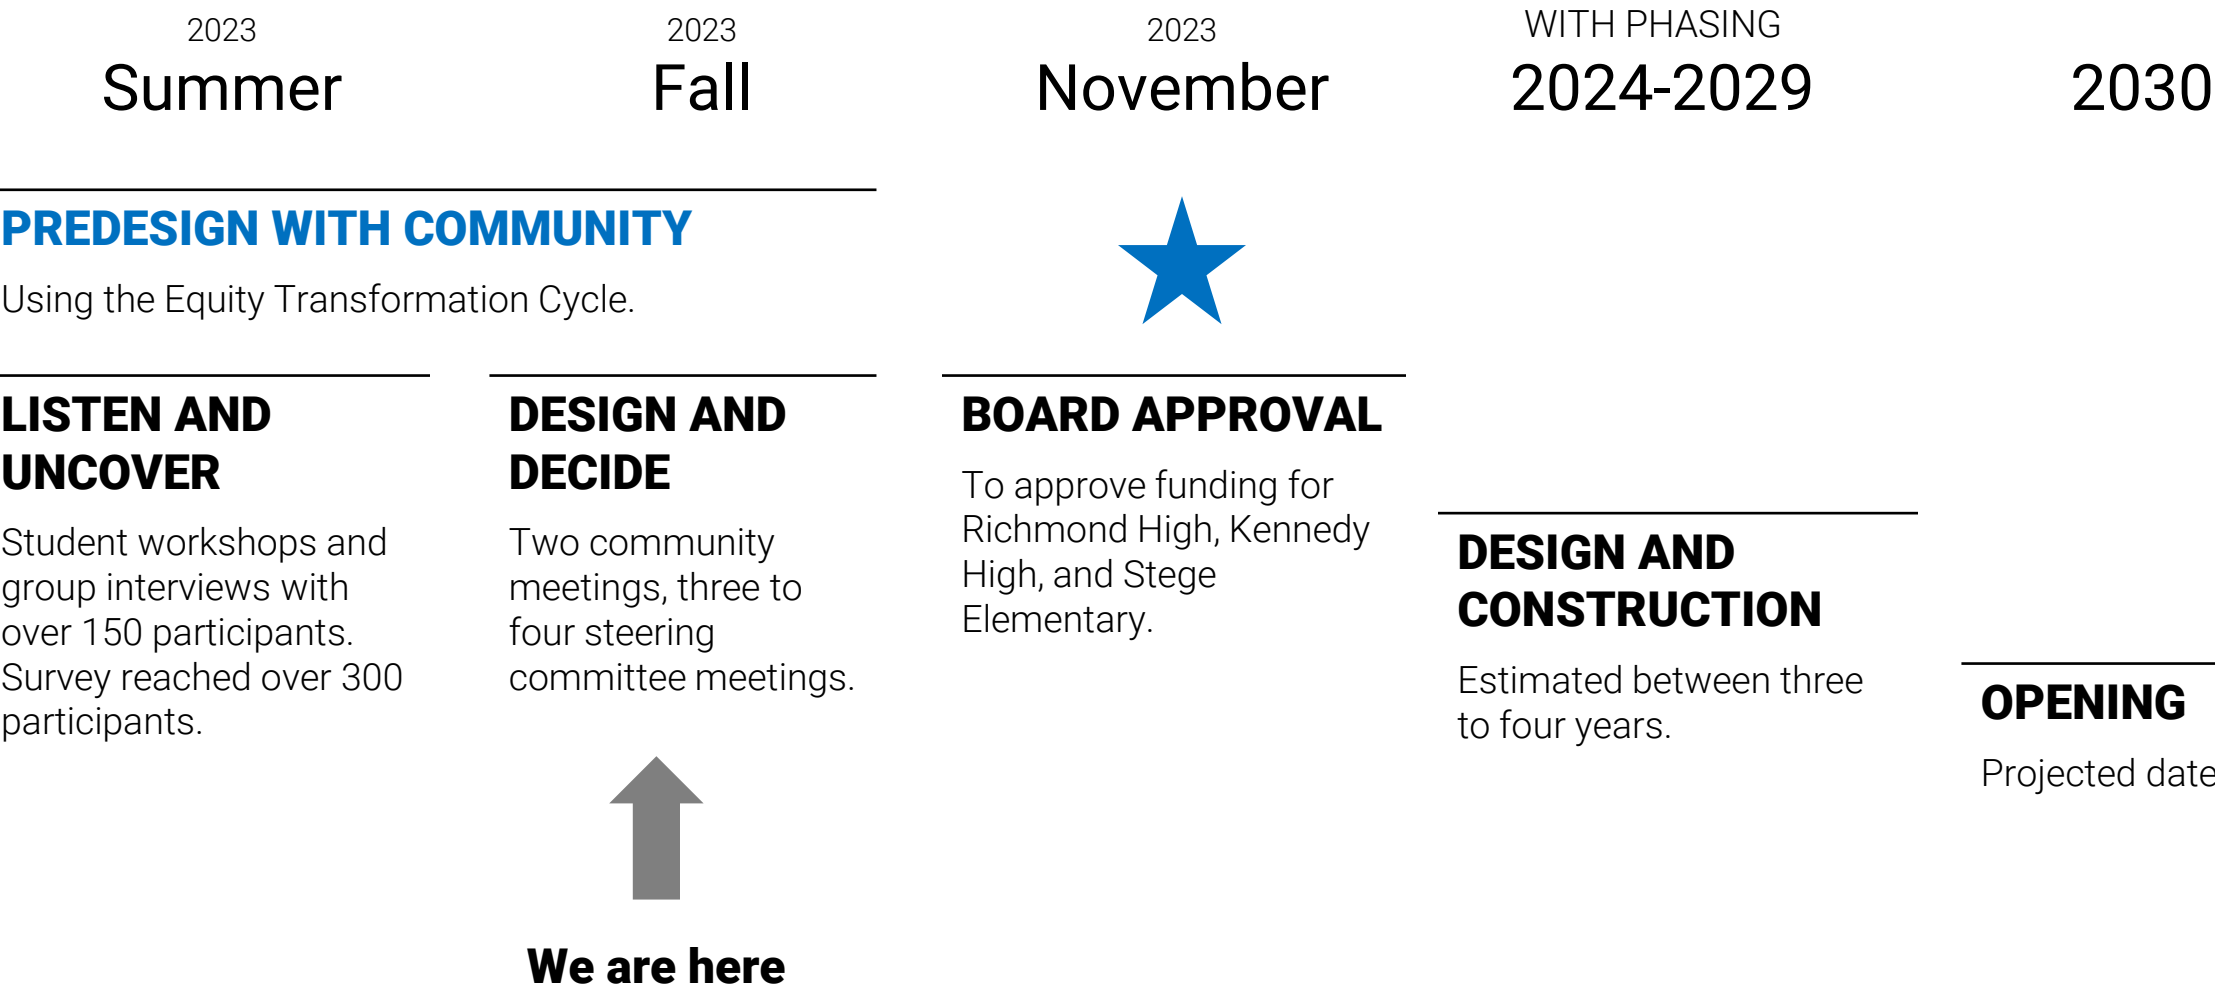 2023
Summer
2023
Fall
2023
November
WITH PHASING
2024-2029
2030
PREDESIGN WITH COMMUNITY
Using the Equity Transformation Cycle.
LISTEN AND
UNCOVER
Student workshops and
group interviews with
over 150 participants.
Survey reached over 300
participants.
DESIGN AND
DECIDE
Two community
meetings, three to
four steering
committee meetings.
We are here
BOARD APPROVAL
To approve funding for
Richmond High, Kennedy
High, and Stege
Elementary.
DESIGN AND
CONSTRUCTION
Estimated between three
to four years.
OPENING
Projected date